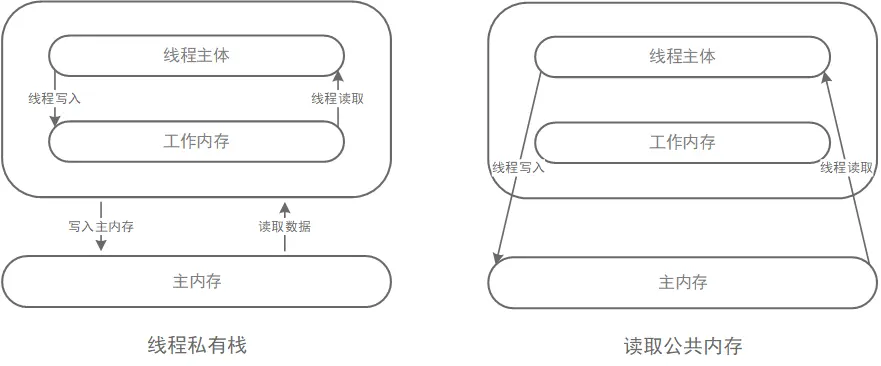 线程主体
线程写入
线程读取
工作内存
写入主内存
读取数据
主内存
线程私有栈
线程主体
工作内存
线程写入
线程读取
主内存
读取公共内存